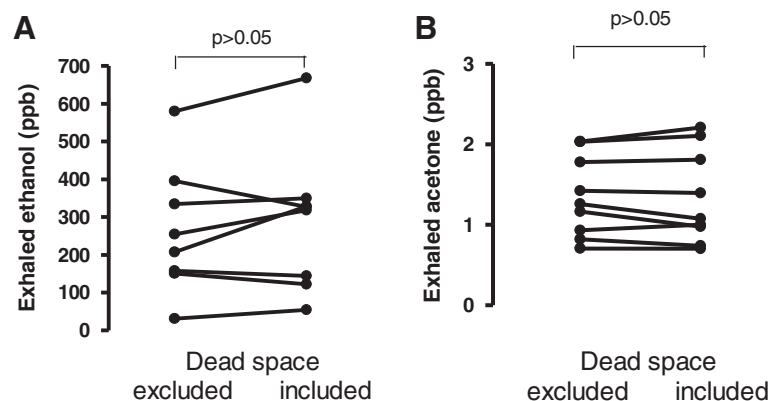 A
p>0.05
Exhaled ethanol (ppb)
700
600
500
400
300
200
100
0
Dead space
excluded included
B
p>0.05
Exhaled acetone (ppb)
3
2
1
0
Dead space
excluded included